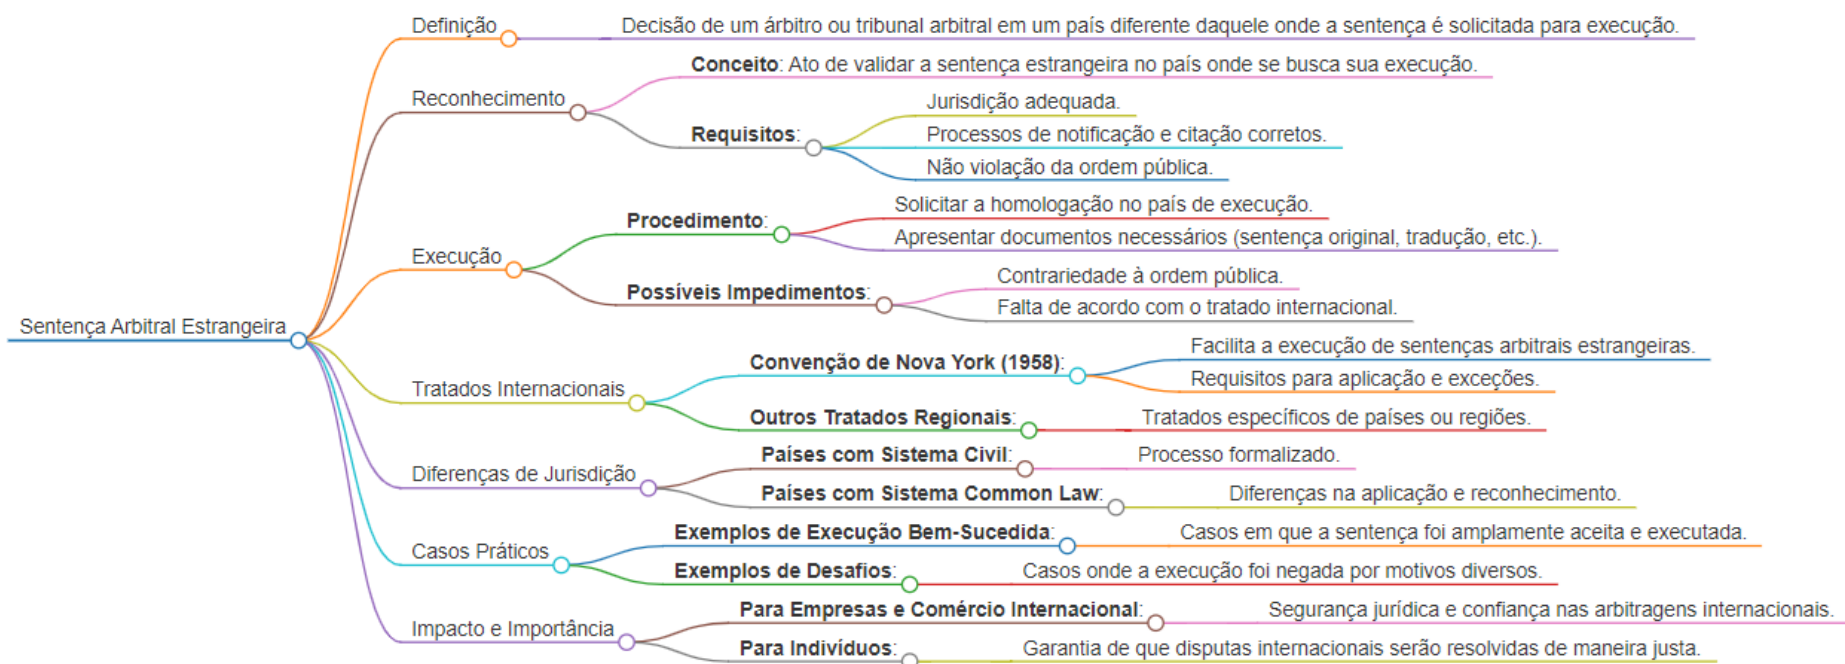 Sentença Arbitral Estrangeira
Definição
Decisão de um árbitro ou tribunal arbitral em um país diferente daquele onde a sentença é solicitada para execução.
Reconhecimento
Conceito: Ato de validar a sentença estrangeira no país onde se busca sua execução.
Requisitos:
Jurisdição adequada.
Processos de notificação e citação corretos.
Não violação da ordem pública.
Execução
Procedimento:
Solicitar a homologação no país de execução.
Apresentar documentos necessários (sentença original, tradução, etc.).
Possíveis Impedimentos:
Contrariedade à ordem pública.
Falta de acordo com o tratado internacional.
Tratados Internacionais
Convenção de Nova York (1958):
Facilita a execução de sentenças arbitrais estrangeiras.
Requisitos para aplicação e exceções.
Outros Tratados Regionais:
Tratados específicos de países ou regiões.
Diferenças de Jurisdição
Países com Sistema Civil:
Processo formalizado.
Países com Sistema Common Law:
Diferenças na aplicação e reconhecimento.
Casos Práticos
Exemplos de Execução Bem-Sucedida:
Casos em que a sentença foi amplamente aceita e executada.
Exemplos de Desafios:
Casos onde a execução foi negada por motivos diversos.
Impacto e Importância
Para Empresas e Comércio Internacional:
Segurança jurídica e confiança nas arbitragens internacionais.
Para Indivíduos:
Garantia de que disputas internacionais serão resolvidas de maneira justa.